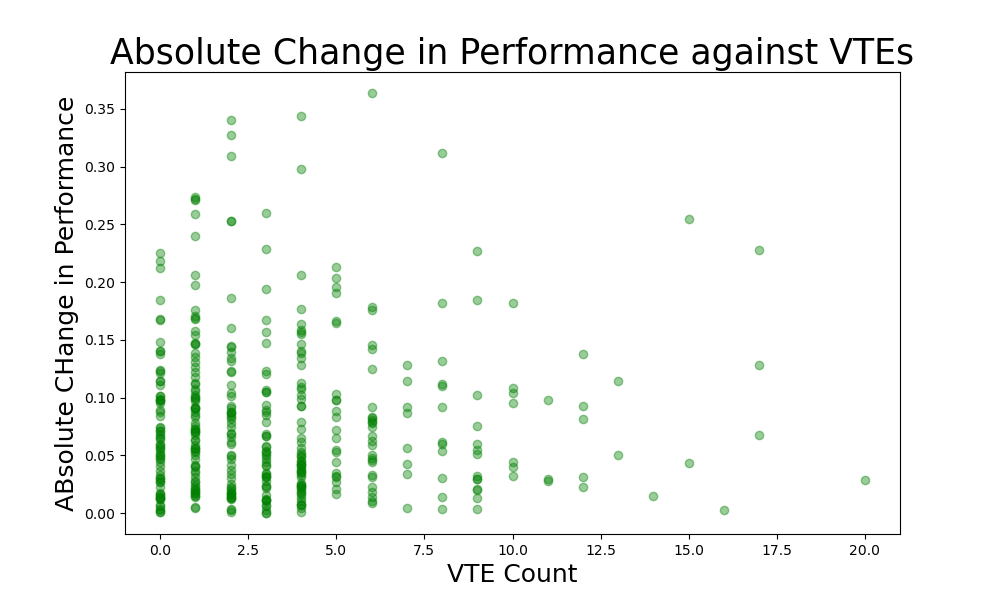 Absolute Change in Performance against VTEs
ABsolute CHange in Performance
0.35
0.30
0.25
0.20
0.15
0.10
0.05
0.00
0.0 2.5 5.0 7.5 10.0 12.5 15.0 17.5 20.0
VTE Count